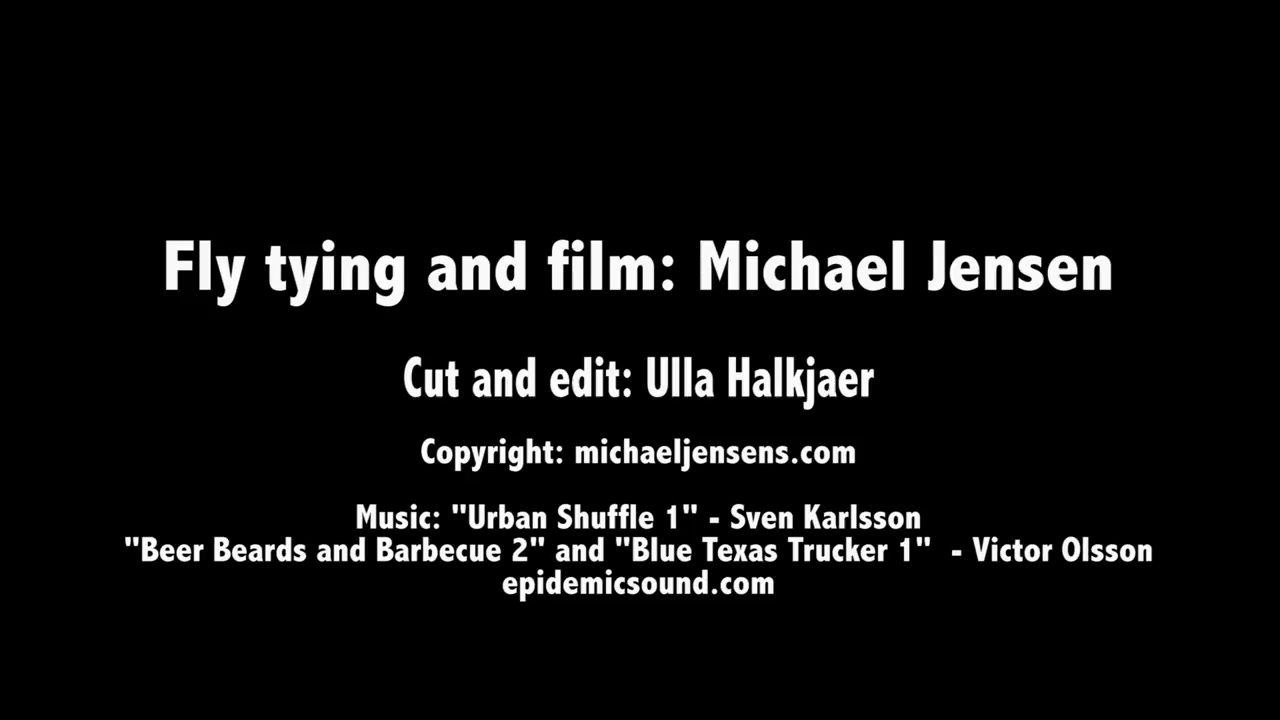 Fly tying and film: Michael Jensen
Cut and edit: Ulla Halkjaer
Copyright: michaeljensens.com
Music: "Urban Shuffle 1" - Sven Karlsson
"Beer Beards and Barbecue 2" and "Blue Texas Trucker 1"  - Victor Olsson
epidemicsound.com